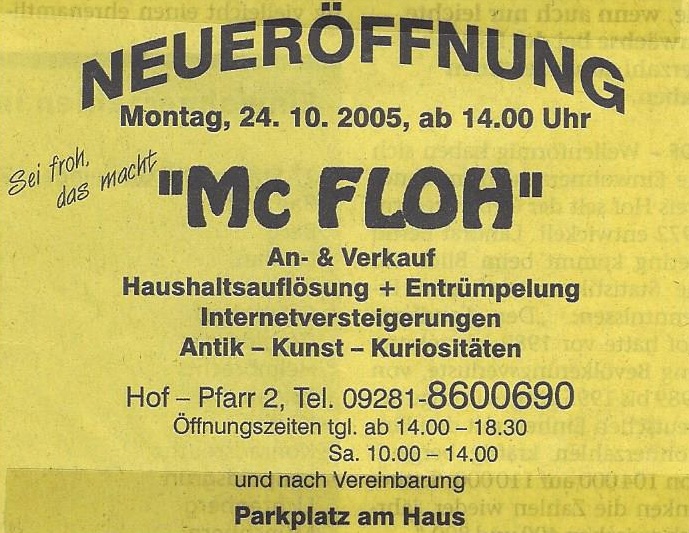 NEUERÖFFNUNG
Montag, 24. 10. 2005, ab 14.00 Uhr
Sei froh,
das macht
"Mc FLOH"
An- & Verkauf
Haushaltsauflösung + Entrümpelung
Internetversteigerungen
Antik – Kunst – Kuriositäten
Hof – Pfarr 2, Tel. 09281-8600690
Öffnungszeiten tgl. ab 14.00 – 18.30
Sa. 10.00 – 14.00
und nach Vereinbarung
Parkplatz am Haus